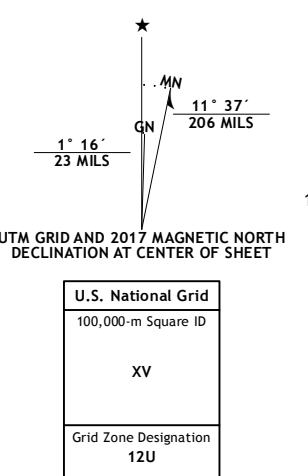 MN
11° 37´
206 MILS
GN
1° 16´
23 MILS
UTM GRID AND 2017 MAGNETIC NORTH
DECLINATION AT CENTER OF SHEET
U.S. National Grid
100,000-m Square ID
XV
Grid Zone Designation
12U